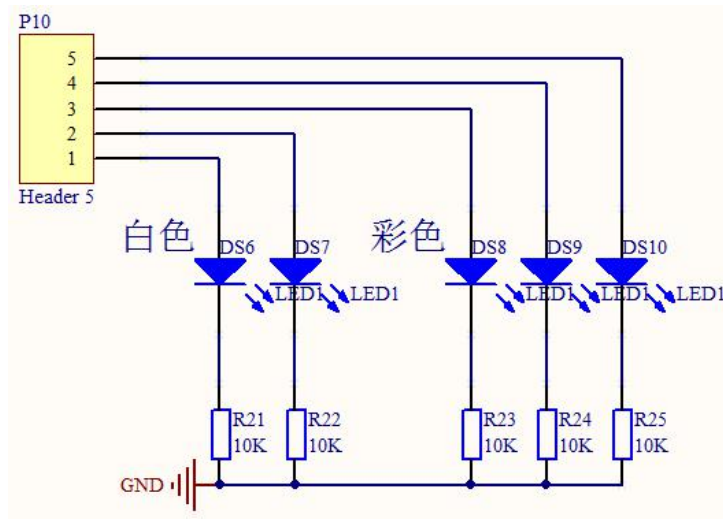 P10
5
4
3
2
1
Header 5
白色
DS6
DS7
彩色
DS8
DS9
DS10
LED1
LED1
LED1
LED1
LED1
R21
10K
R22
10K
R23
10K
R24
10K
R25
10K
GND